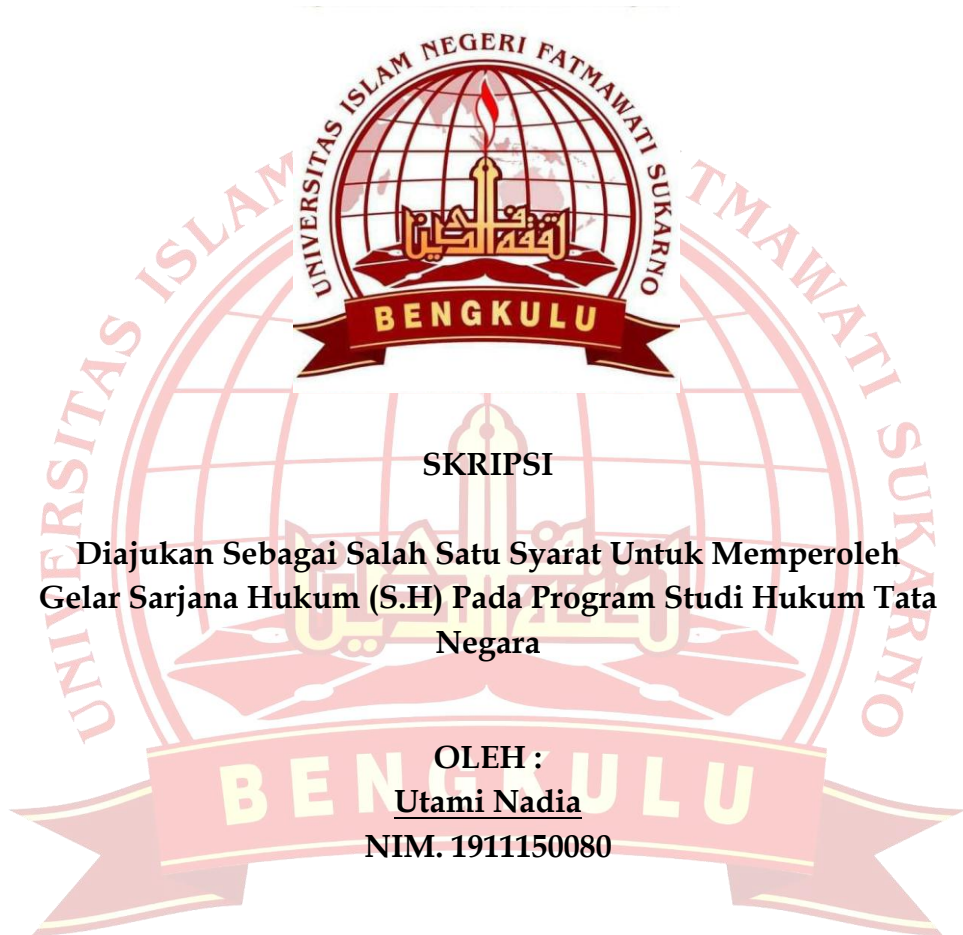 UNIVERSITAS ISLAM NEGERI FATMAWATI SUKARNO
BENGKULU
SKRIPSI
Diajukan Sebagai Salah Satu Syarat Untuk Memperoleh
Gelar Sarjana Hukum (S.H) Pada Program Studi Hukum Tata
Negara
OLEH :
Utami Nadia
NIM. 1911150080
BENGKULU